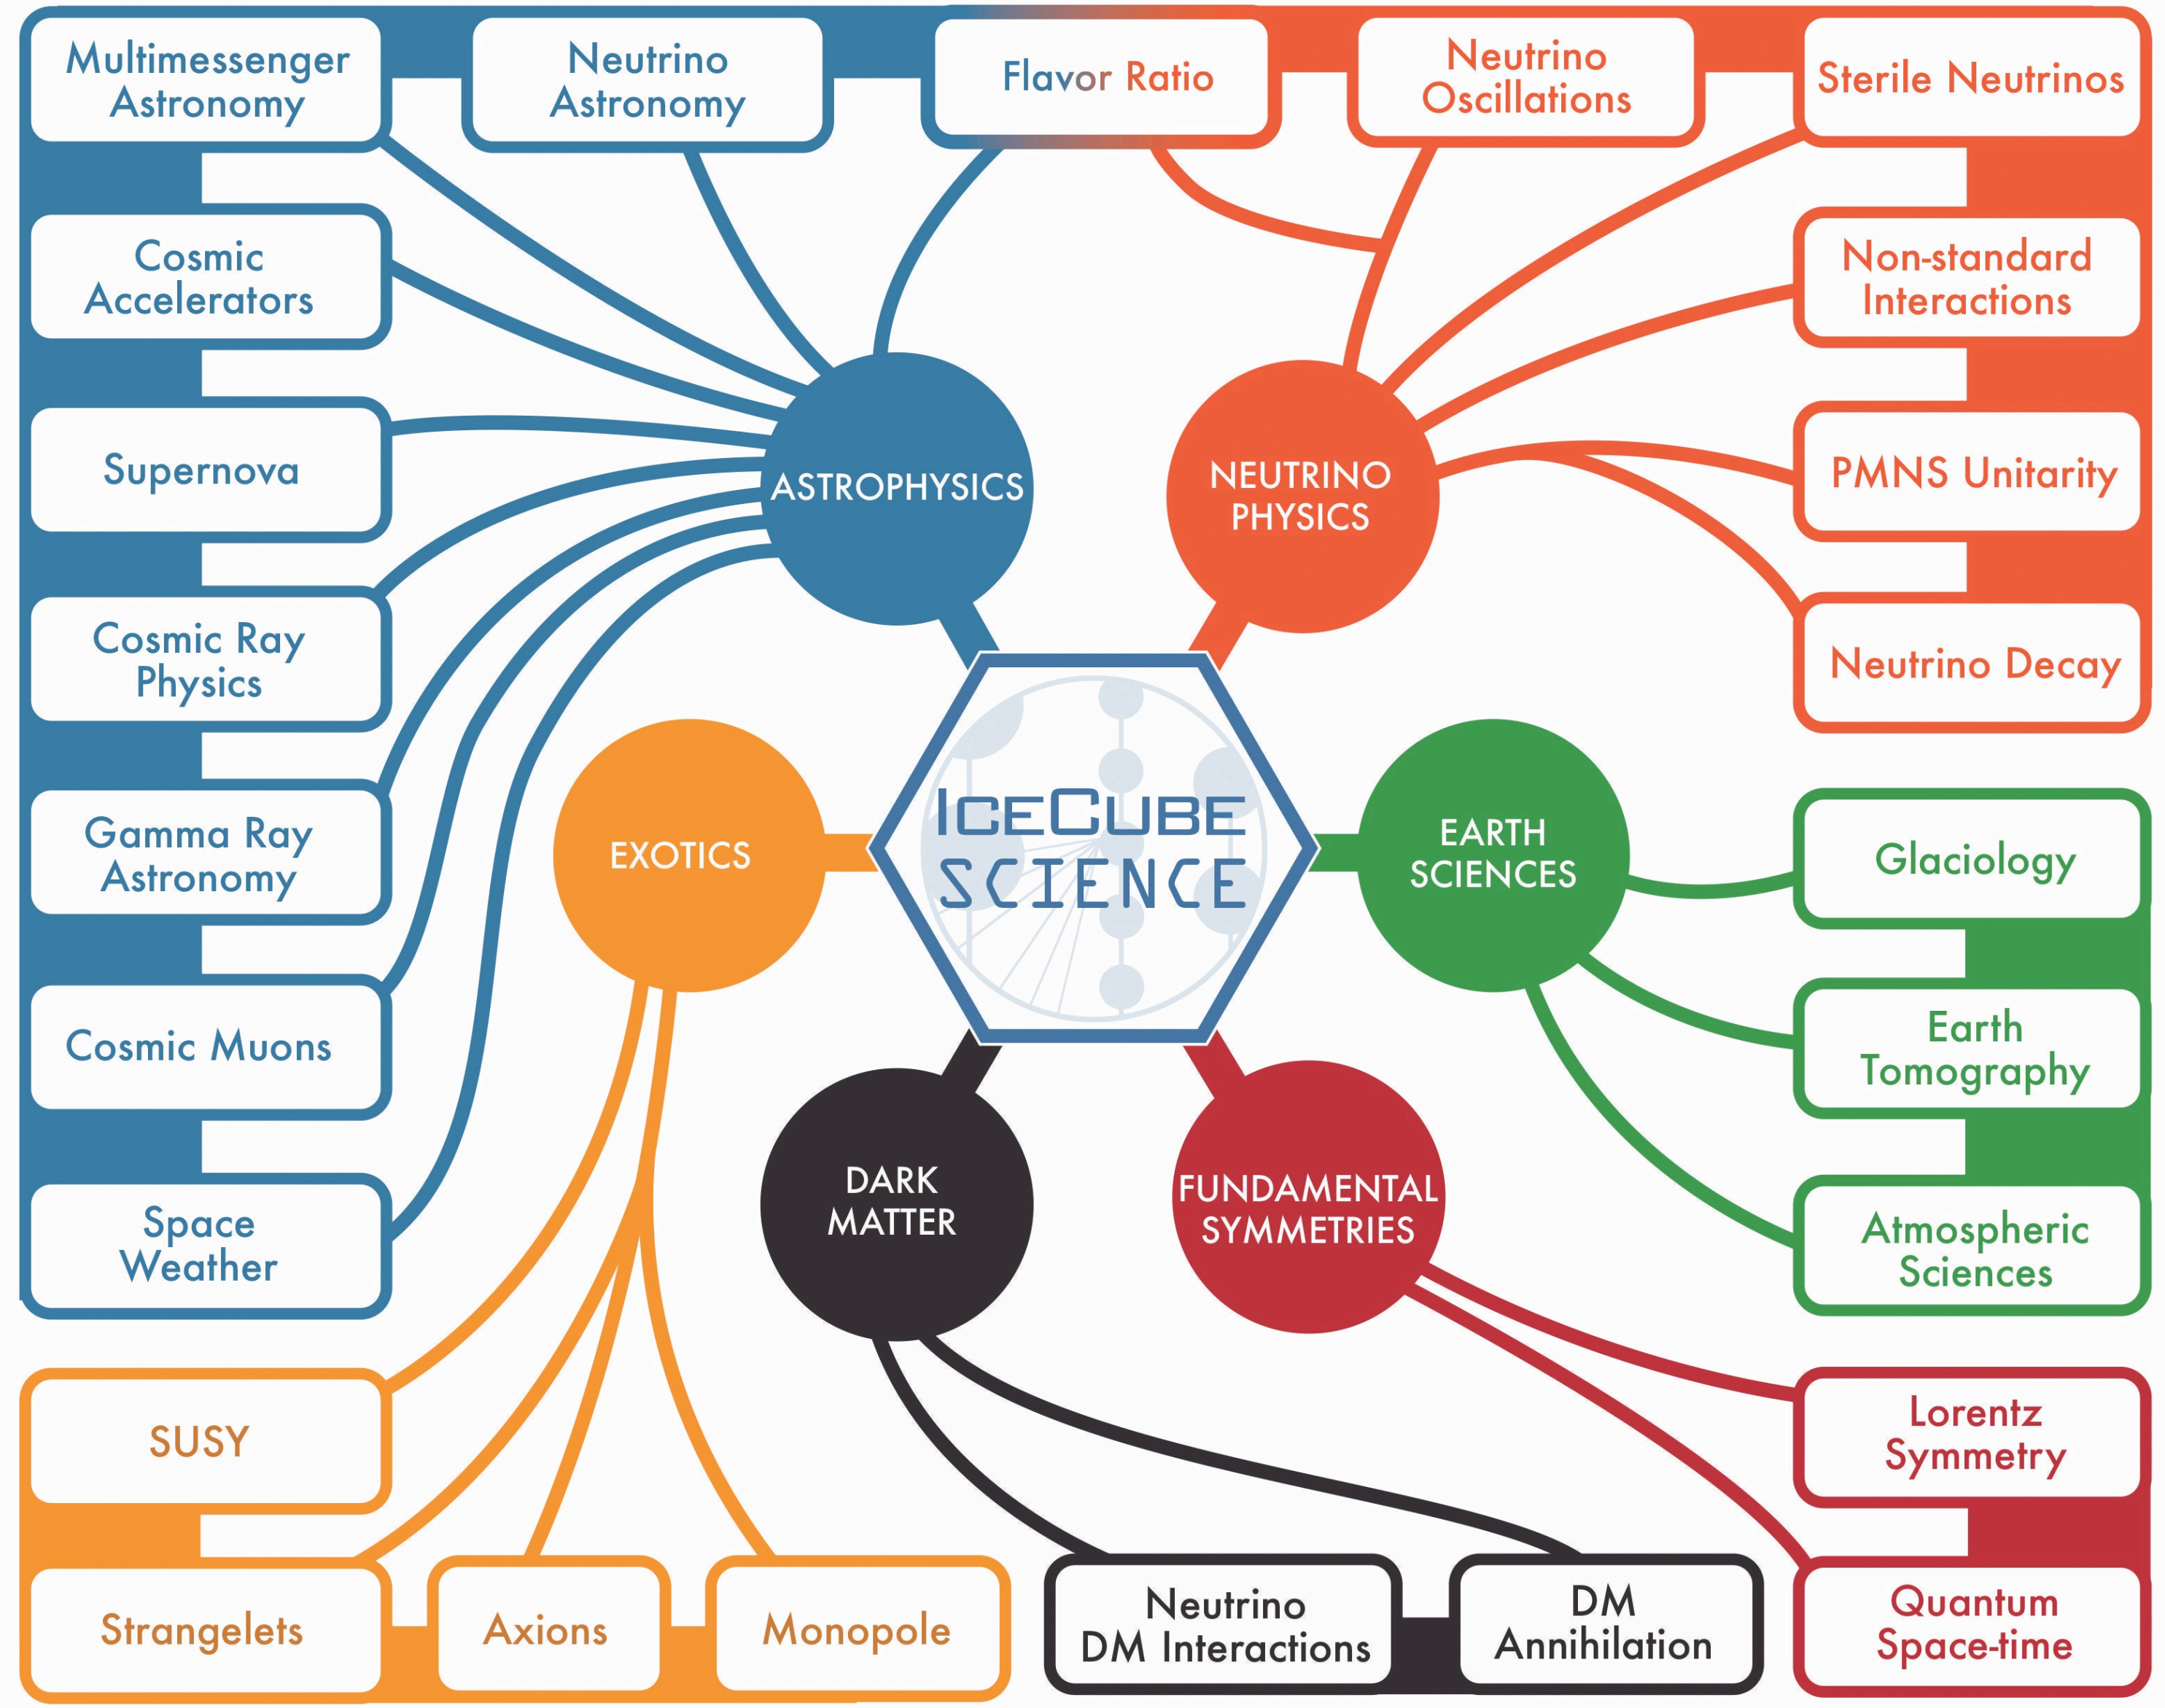 Multimessenger
Astronomy
Neutrino
Astronomy
Flavor Ratio
Neutrino
Oscillations
Sterile Neutrinos
Cosmic
Accelerators
Non-standard
Interactions
Supernova
ASTROPHYSICS
NEUTRINO
PHYSICS
PMNS Unitarity
Cosmic Ray
Physics
Neutrino Decay
Gamma Ray
Astronomy
EXOTICS
ICECUBE
SCIENCE
EARTH
SCIENCES
Glaciology
Cosmic Muons
Earth
Tomography
Space
Weather
DARK
MATTER
FUNDAMENTAL
SYMMETRIES
Atmospheric
Sciences
SUSY
Lorentz
Symmetry
Strangelets
Axions
Monopole
Neutrino
DM Interactions
DM
Annihilation
Quantum
Space-time